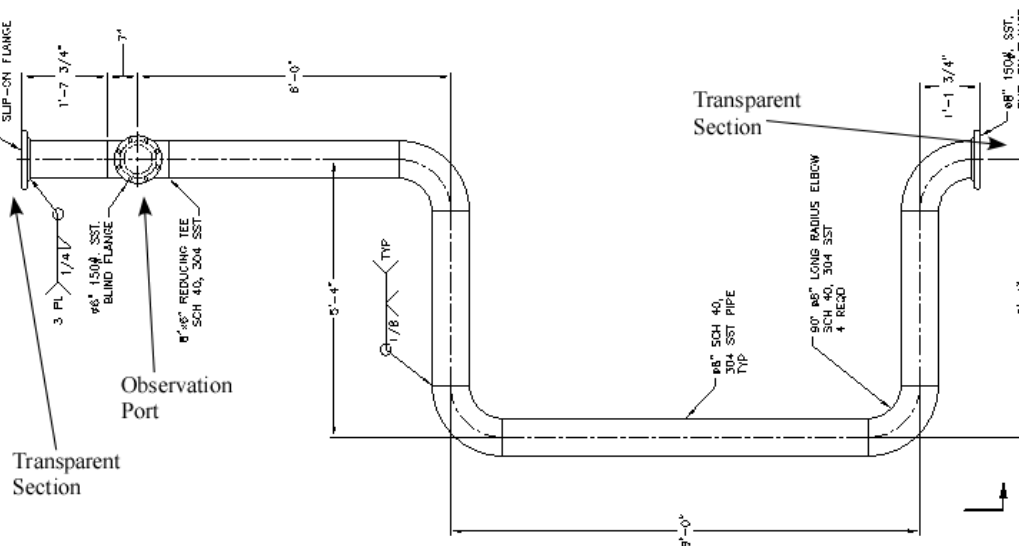 SLIP-ON FLANGE
1'-7 3/4"
7"
6'-0"
1'-1 3/4"
ø8" 150#. SST.
Transparent
Section
3 PL
1/4
ø6" 150#. SST.
BLIND FLANGE
8"x6" REDUCING TEE
SCH 40, 304 SST
5'-4"
TYP
1/8
ø8" SCH 40,
304 SST PIPE
TYP
90° ø8" LONG RADIUS ELBOW
SCH 40, 304 SST
4 REQD
Observation
Port
Transparent
Section
9'-0"